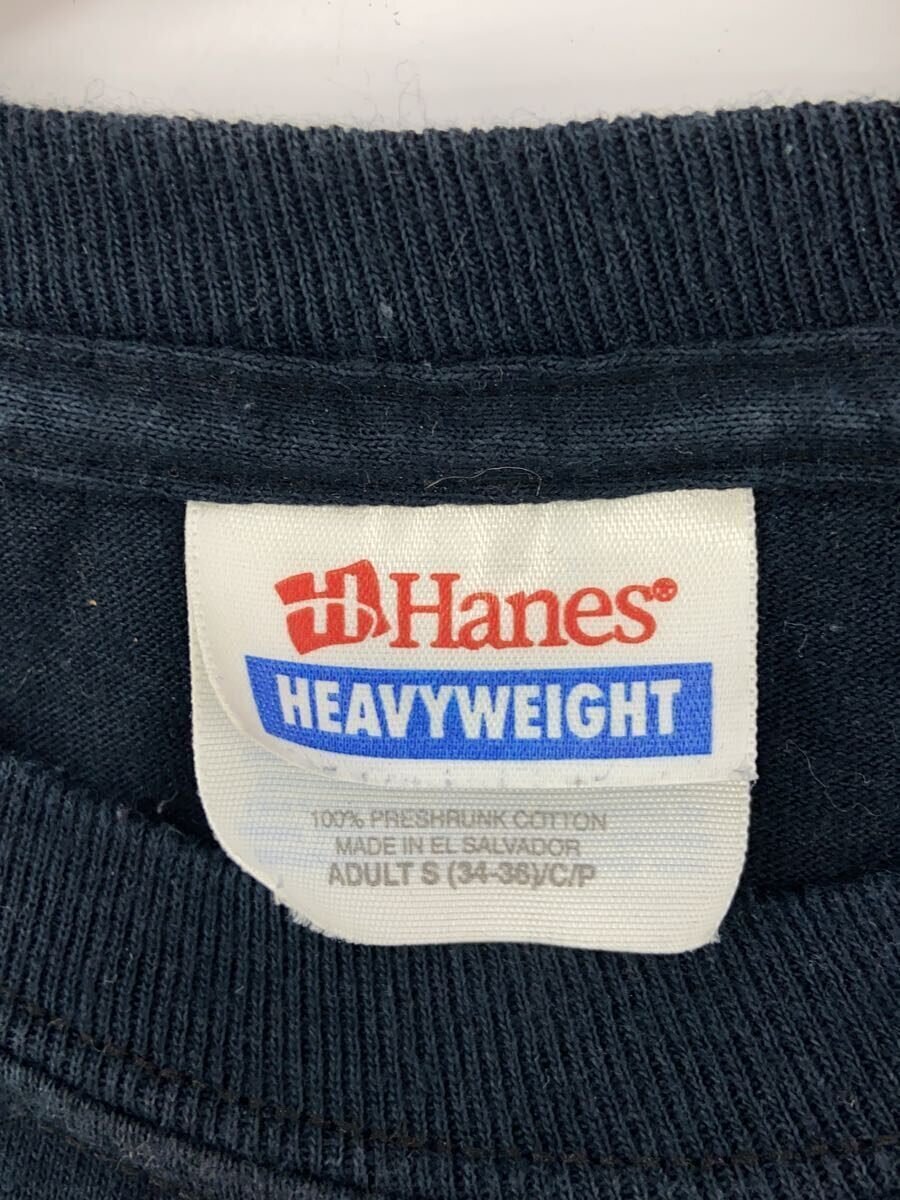 Hanes®
HEAVYWEIGHT
100% PRESHRUNK COTTON
MADE IN EL SALVADOR
ADULT S (34-36)/C/P